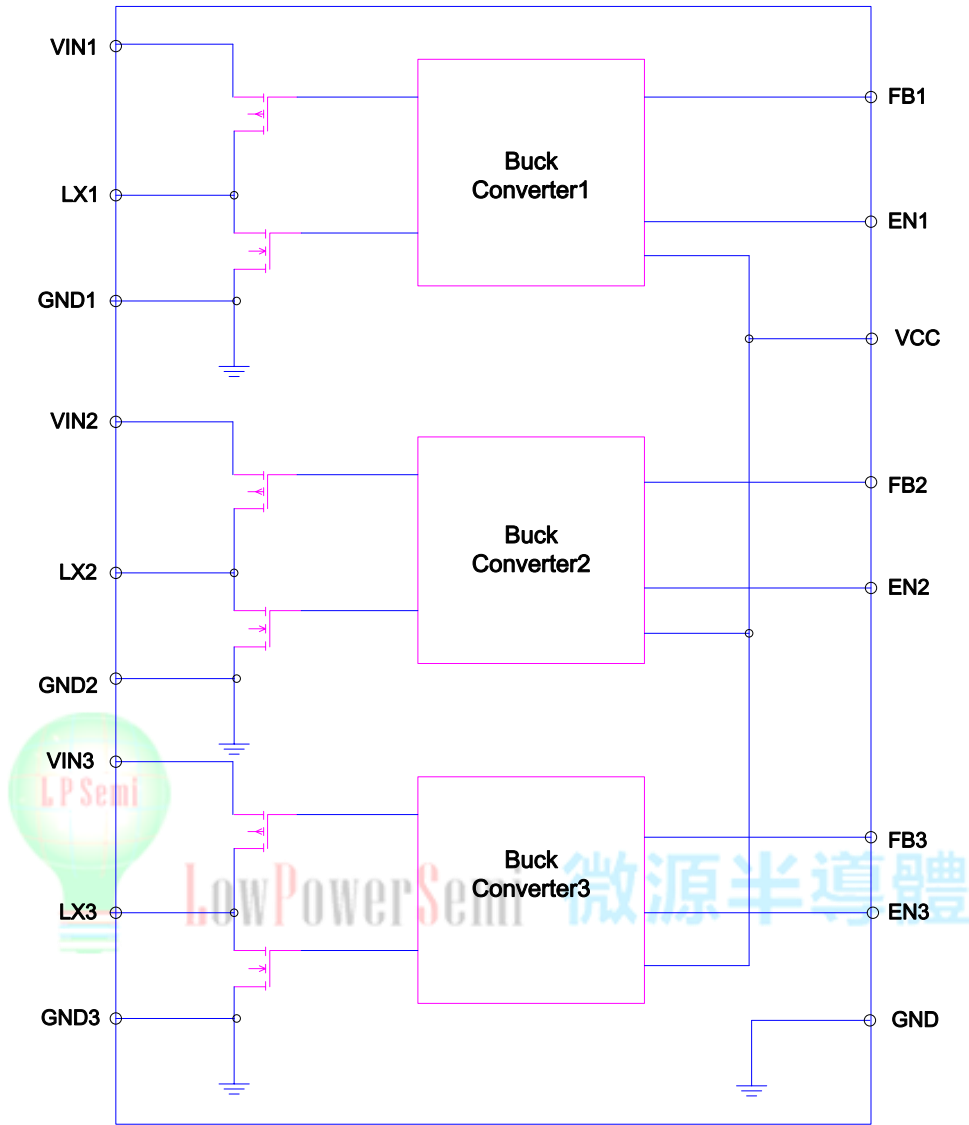 VIN1
LX1
GND1
VIN2
LX2
GND2
VIN3
LX3
GND3
Buck
Converter1
Buck
Converter2
Buck
Converter3
FB1
EN1
VCC
FB2
EN2
FB3
EN3
GND
LP Semi
LowPowerSemi 微源半導體